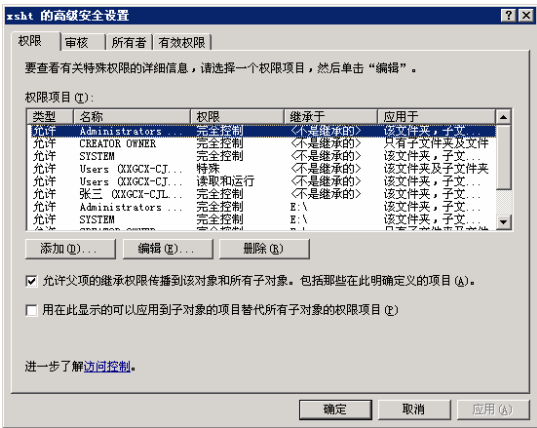 xsht 的高级安全设置
权限 审核 所有者 有效权限
要查看有关特殊权限的详细信息，请选择一个权限项目，然后单击“编辑”。
权限项目(T):
类型 名称 权限 继承于 应用于
允许 Administrators ... 完全控制 <不是继承的> 该文件夹，子文...
允许 CREATOR OWNER 完全控制 <不是继承的> 只有子文件夹及文件
允许 SYSTEM 完全控制 <不是继承的> 该文件夹，子文...
允许 Users (XXGCX-CJ... 特殊 <不是继承的> 该文件夹及子文件夹
允许 Users (XXGCX-CJ... 读取和运行 <不是继承的> 该文件夹，子文...
允许 张三 (XXGCX-CJL... 完全控制 <不是继承的> 该文件夹，子文...
允许 Administrators ... 完全控制 E:\ 该文件夹，子文...
允许 SYSTEM 完全控制 E:\ 该文件夹，子文...
添加(D)... 编辑(E)... 删除(R)
允许父项的继承权限传播到该对象和所有子对象。包括那些在此明确定义的项目(A)。
用在此显示的可以应用到子对象的项目替代所有子对象的权限项目(P)
进一步了解访问控制。
确定 取消 应用(A)